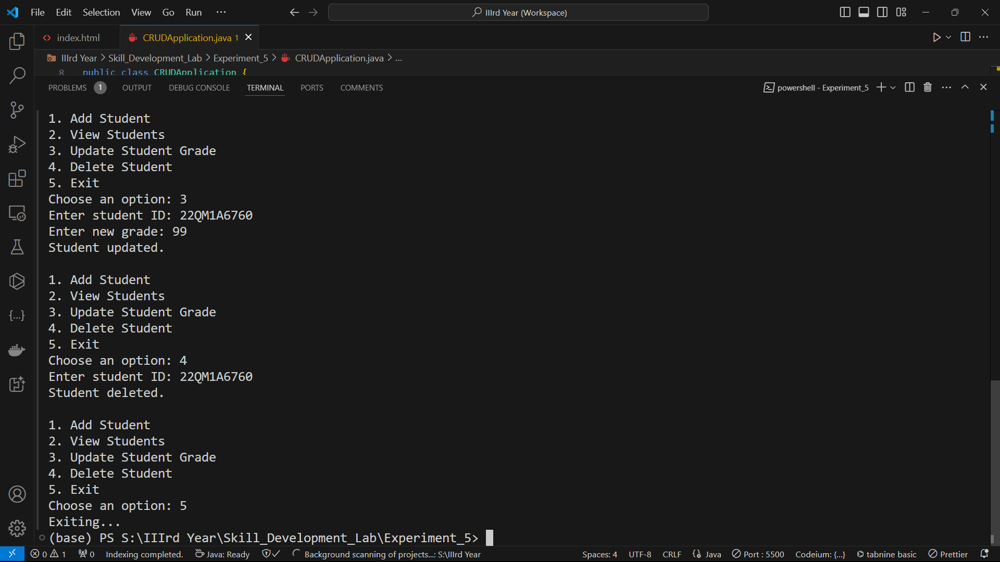 File Edit Selection View Go Run ···
IIIrd Year (Workspace)
index.html
CRUDApplication.java 1
IIIrd Year > Skill_Development_Lab > Experiment_5 > CRUDApplication.java > ...
8 public class CRUDApplication {
PROBLEMS 1 OUTPUT DEBUG CONSOLE TERMINAL PORTS COMMENTS
powershell - Experiment_5
1. Add Student
2. View Students
3. Update Student Grade
4. Delete Student
5. Exit
Choose an option: 3
Enter student ID: 22QM1A6760
Enter new grade: 99
Student updated.
1. Add Student
2. View Students
3. Update Student Grade
4. Delete Student
5. Exit
Choose an option: 4
Enter student ID: 22QM1A6760
Student deleted.
1. Add Student
2. View Students
3. Update Student Grade
4. Delete Student
5. Exit
Choose an option: 5
Exiting...
(base) PS S:\IIIrd Year\Skill_Development_Lab\Experiment_5>
0 1 0 Indexing completed. Java: Ready Background scanning of projects...: S:\IIIrd Year Spaces: 4 UTF-8 CRLF Java Port : 5500 Codeium: {...} tabnine basic Prettier